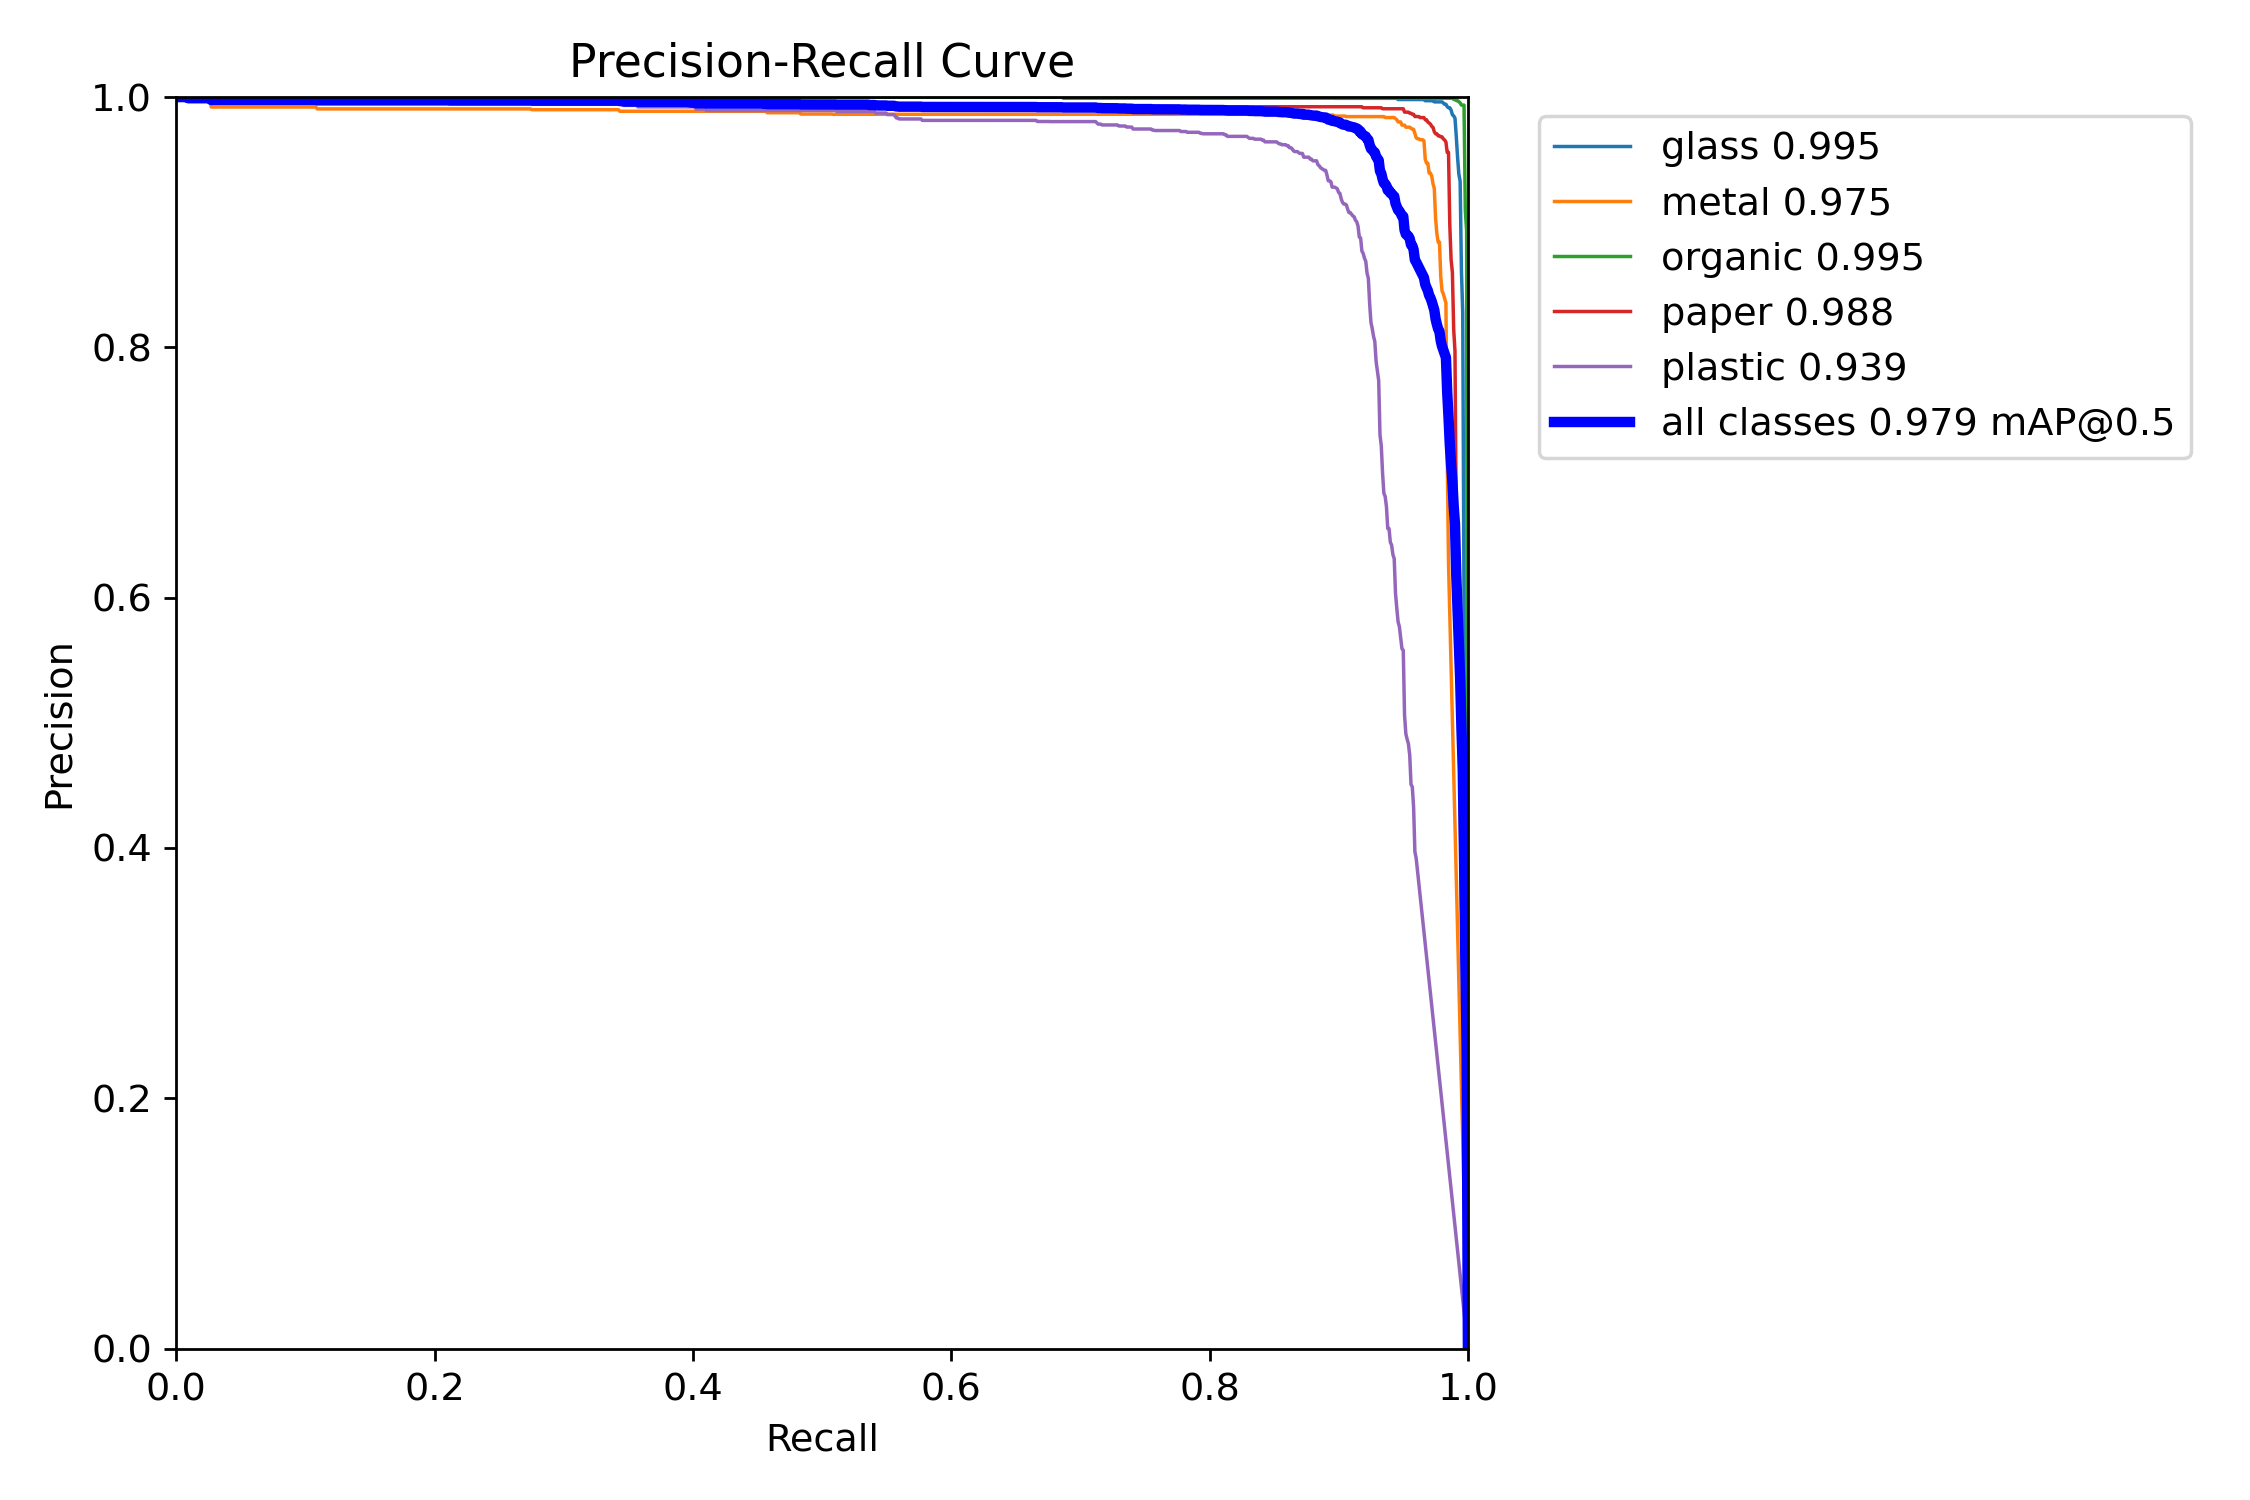 Precision-Recall Curve
1.0
0.8
0.6
0.4
0.2
0.0
Precision
0.0 0.2 0.4 0.6 0.8 1.0
Recall
glass 0.995
metal 0.975
organic 0.995
paper 0.988
plastic 0.939
all classes 0.979 mAP@0.5